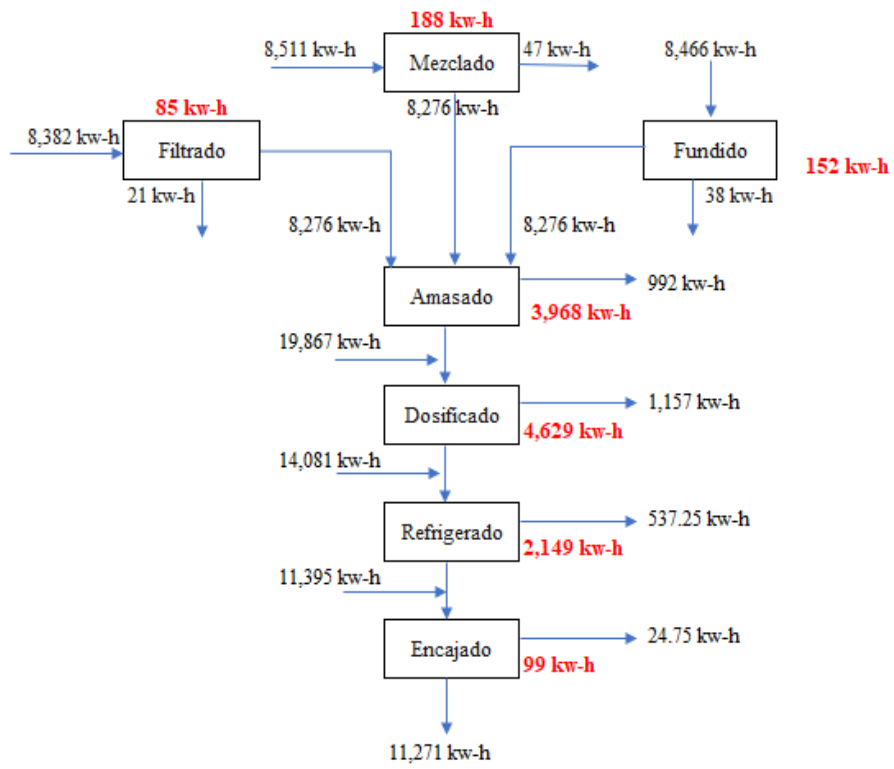 188 kw-h
8,511 kw-h
Mezclado
47 kw-h
8,466 kw-h
8,276 kw-h
85 kw-h
8,382 kw-h
Filtrado
Fundido
152 kw-h
21 kw-h
38 kw-h
8,276 kw-h
8,276 kw-h
992 kw-h
Amasado
3,968 kw-h
19,867 kw-h
Dosificado
1,157 kw-h
4,629 kw-h
14,081 kw-h
Refrigerado
537.25 kw-h
2,149 kw-h
11,395 kw-h
Encajado
24.75 kw-h
99 kw-h
11,271 kw-h